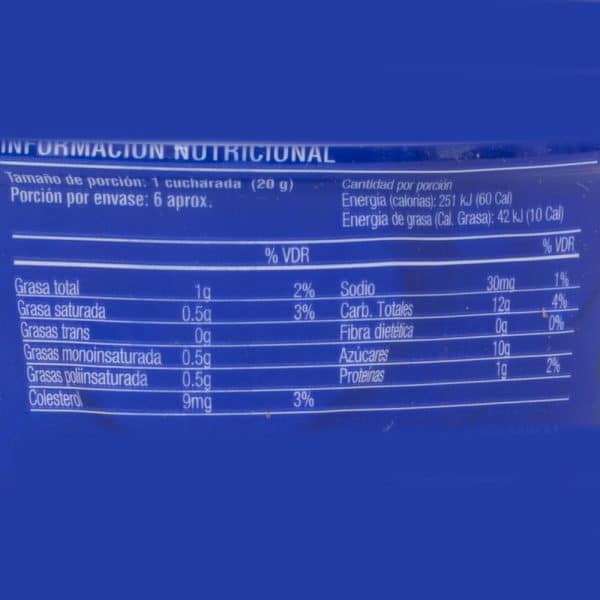 INFORMACION NUTRICIONAL
Tamaño de porción: 1 cucharada (20 g)
Porción por envase: 6 aprox.
Cantidad por porción
Energía (calorías): 251 kJ (60 Cal)
Energía de grasa (Cal. Grasa): 42 kJ (10 Cal)
% VDR
Grasa total 1g 2%
Grasa saturada 0.5g 3%
Grasas trans 0g
Grasas monoinsaturada 0.5g
Grasas poliinsaturada 0.5g
Colesterol 9mg 3%
% VDR
Sodio 30mg 1%
Carb. Totales 12g 4%
Fibra dietética 0g 0%
Azúcares 10g
Proteínas 1g 2%